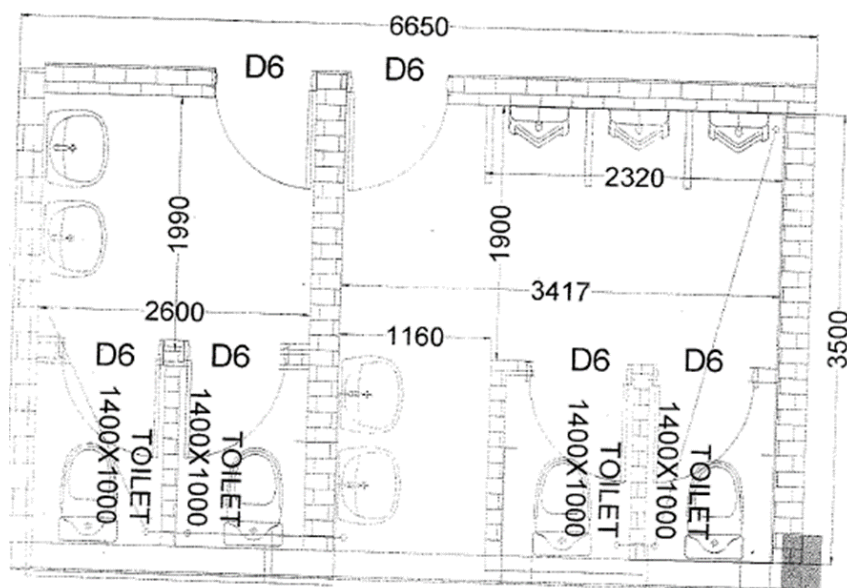 6650
D6
D6
2320
1990
1900
3417
2600
1160
3500
D6
D6
D6
D6
TOILET
1400X1000
TOILET
1400X1000
TOILET
1400X1000
TOILET
1400X1000